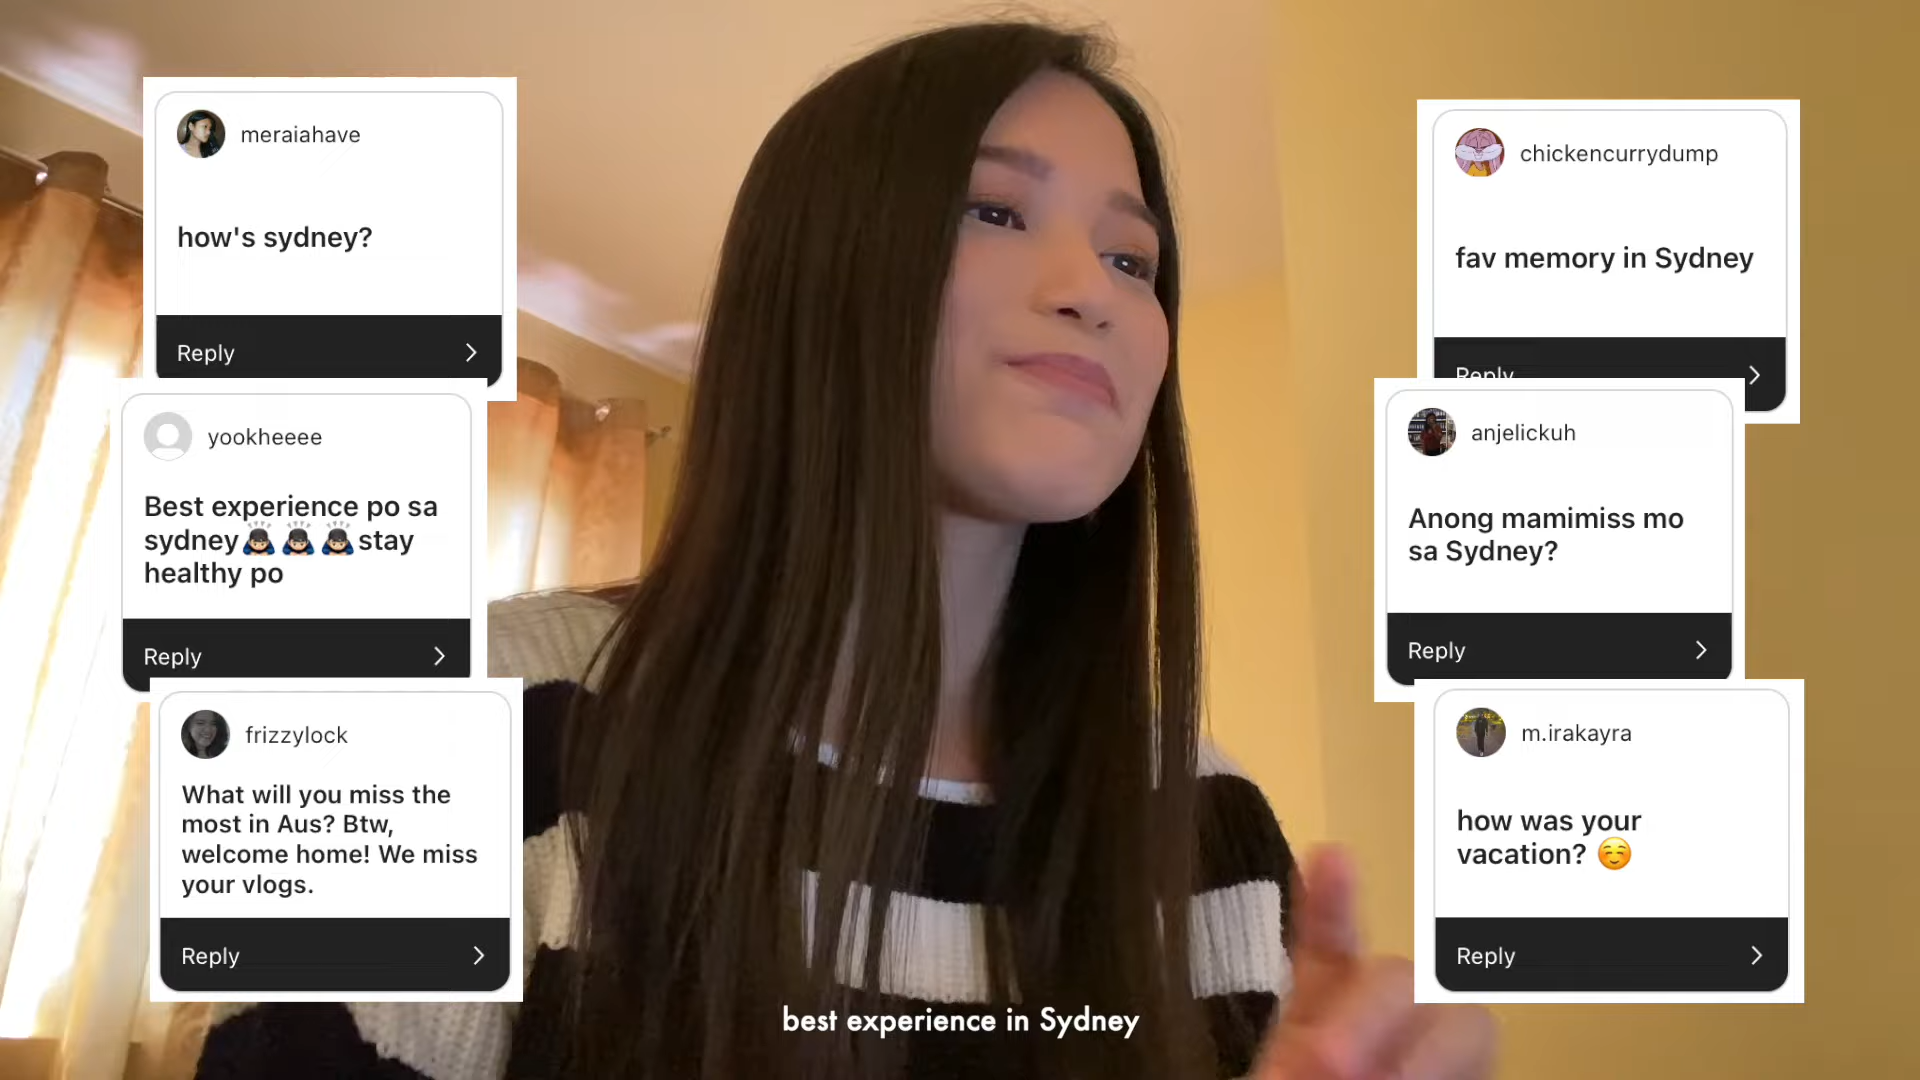 meraiahave
how's sydney?
Reply
yookheeee
Best experience po sa
sydney🙇🏻🙇🏻🙇🏻stay
healthy po
Reply
frizzylock
What will you miss the
most in Aus? Btw,
welcome home! We miss
your vlogs.
Reply
chickencurrydump
fav memory in Sydney
Reply
anjelickuh
Anong mamimiss mo
sa Sydney?
Reply
m.irakayra
how was your
vacation? ☺️
Reply
best experience in Sydney